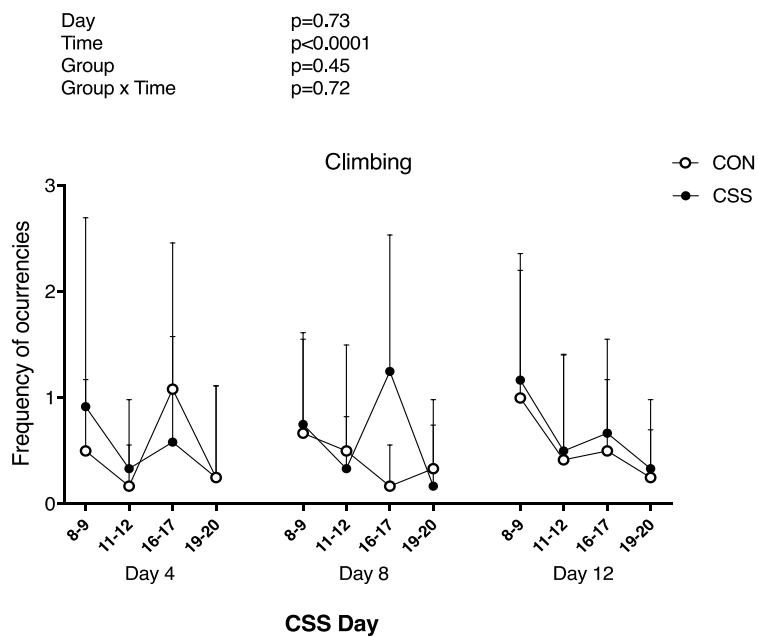 Day p=0.73
Time p<0.0001
Group p=0.45
Group x Time p=0.72
Climbing
CON
CSS
Frequency of ocurrencies
3
2
1
0
8-9 11-12 16-17 19-20 8-9 11-12 16-17 19-20 8-9 11-12 16-17 19-20
Day 4 Day 8 Day 12
CSS Day